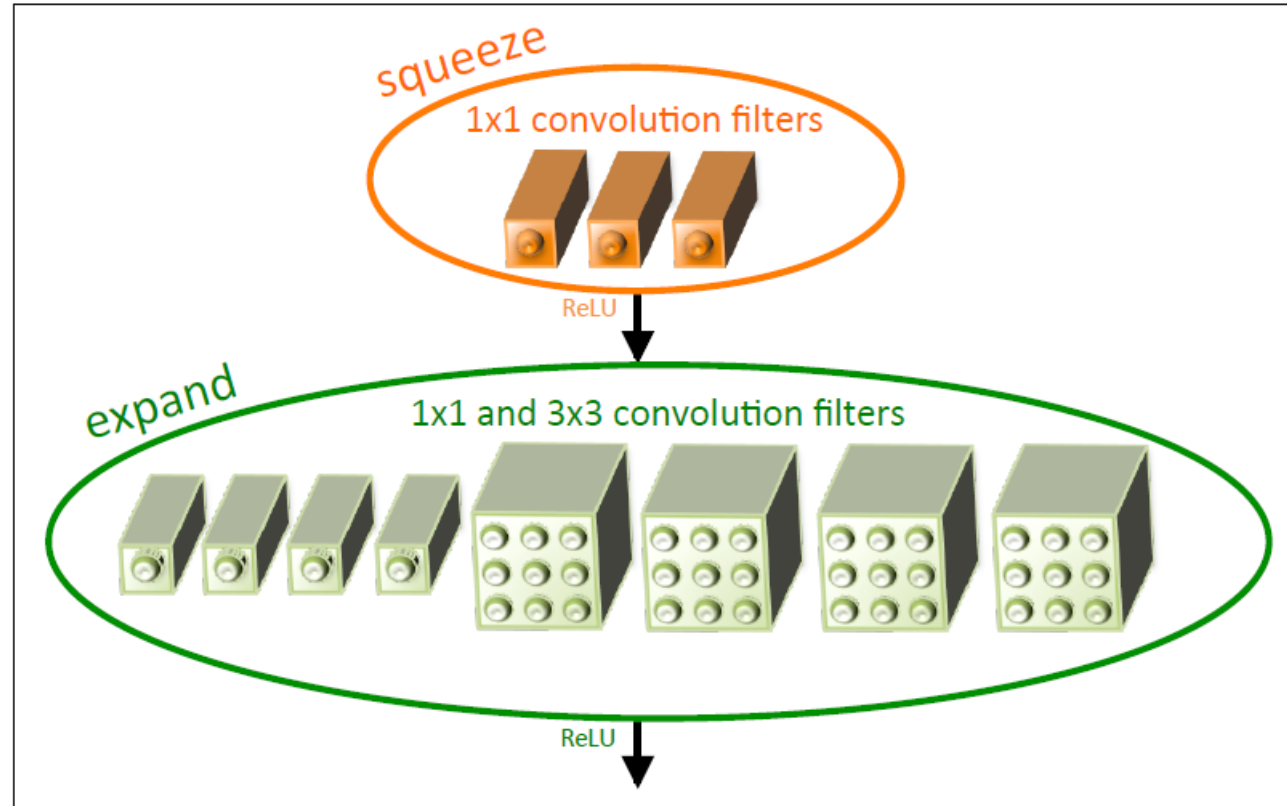 squeeze
1x1 convolution filters
ReLU
expand
1x1 and 3x3 convolution filters
ReLU